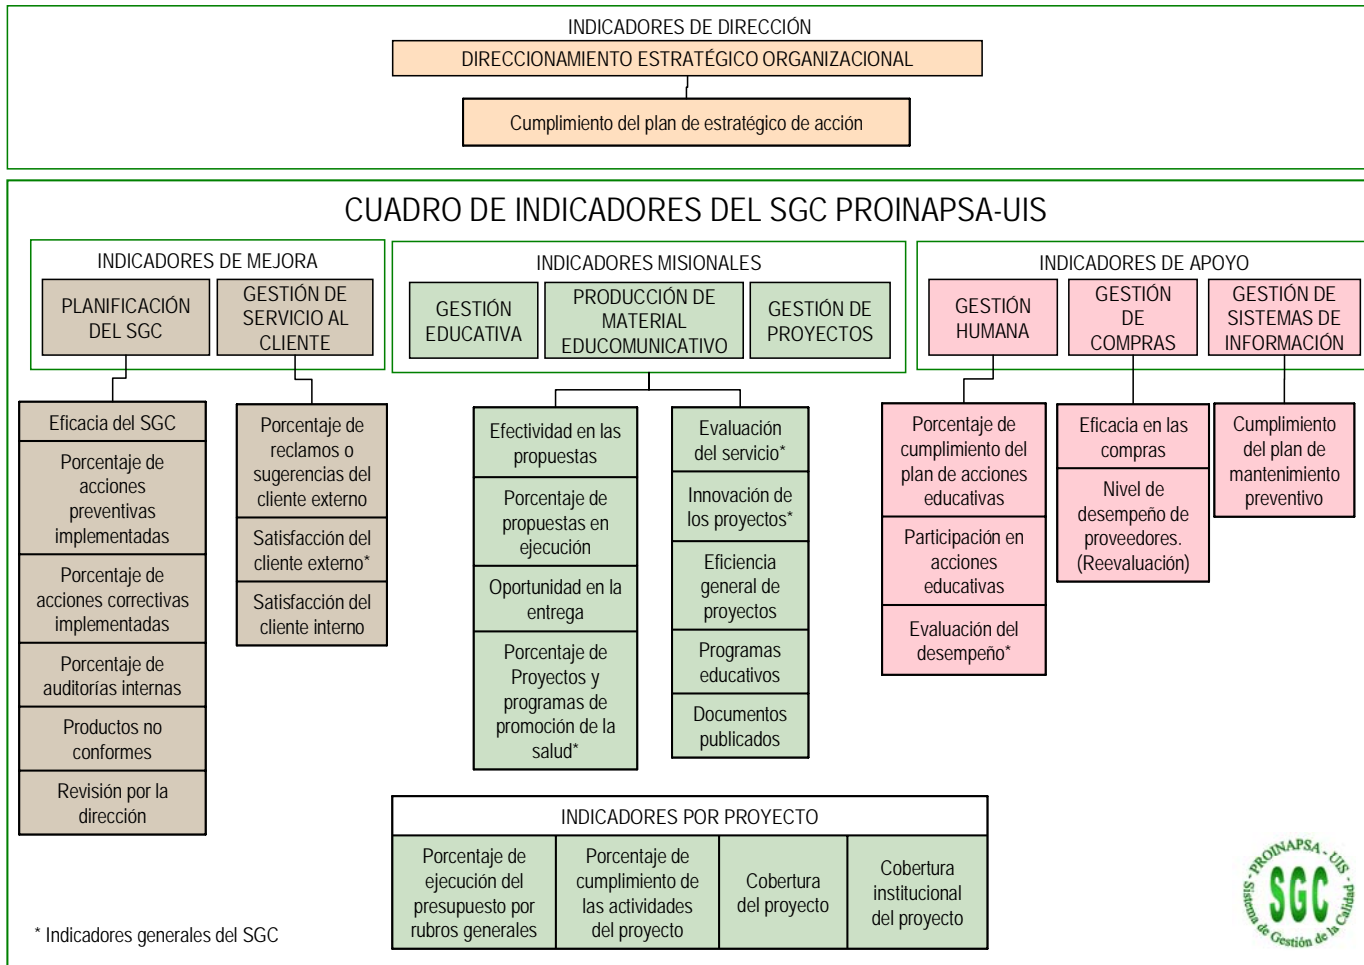 INDICADORES DE DIRECCIÓN
DIRECCIONAMIENTO ESTRATÉGICO ORGANIZACIONAL
Cumplimiento del plan de estratégico de acción
CUADRO DE INDICADORES DEL SGC PROINAPSA-UIS
INDICADORES DE MEJORA
PLANIFICACIÓN
DEL SGC
GESTIÓN DE
SERVICIO AL
CLIENTE
Eficacia del SGC
Porcentaje de
acciones
preventivas
implementadas
Porcentaje de
acciones correctivas
implementadas
Porcentaje de
auditorías internas
Productos no
conformes
Revisión por la
dirección
Porcentaje de
reclamos o
sugerencias del
cliente externo
Satisfacción del
cliente externo*
Satisfacción del
cliente interno
INDICADORES MISIONALES
GESTIÓN
EDUCATIVA
PRODUCCIÓN DE
MATERIAL
EDUCOMUNICATIVO
GESTIÓN DE
PROYECTOS
Efectividad en las
propuestas
Porcentaje de
propuestas en
ejecución
Oportunidad en la
entrega
Porcentaje de
Proyectos y
programas de
promoción de la
salud*
Evaluación
del servicio*
Innovación de
los proyectos*
Eficiencia
general de
proyectos
Programas
educativos
Documentos
publicados
INDICADORES DE APOYO
GESTIÓN
HUMANA
GESTIÓN
DE
COMPRAS
GESTIÓN DE
SISTEMAS DE
INFORMACIÓN
Porcentaje de
cumplimiento del
plan de acciones
educativas
Participación en
acciones
educativas
Evaluación del
desempeño*
Eficacia en las
compras
Nivel de
desempeño de
proveedores.
(Reevaluación)
Cumplimiento
del plan de
mantenimiento
preventivo
INDICADORES POR PROYECTO
Porcentaje de
ejecución del
presupuesto por
rubros generales
Porcentaje de
cumplimiento de
las actividades
del proyecto
Cobertura
del proyecto
Cobertura
institucional
del proyecto
* Indicadores generales del SGC
- PROINAPSA - UIS -
SGC
Sistema de Gestión de la Calidad